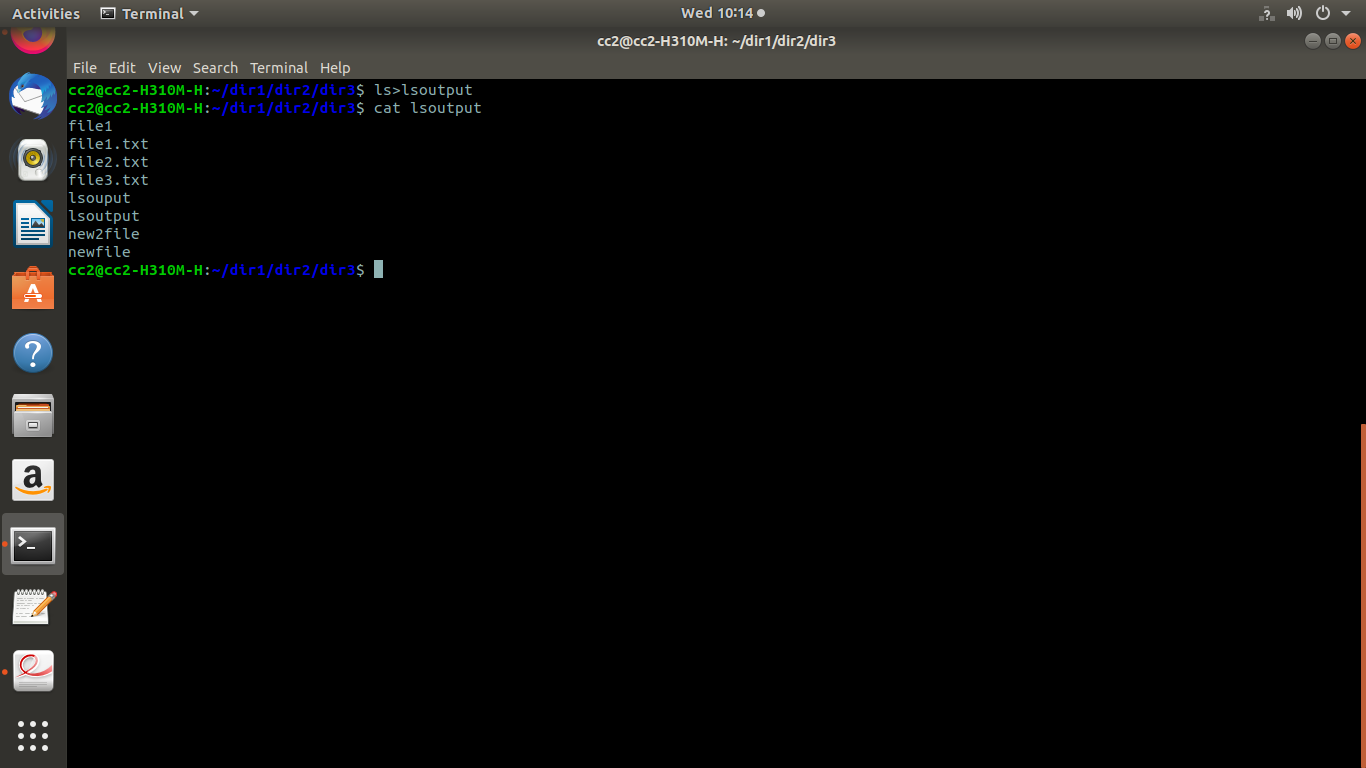 Activities Terminal Wed 10:14
cc2@cc2-H310M-H: ~/dir1/dir2/dir3
File Edit View Search Terminal Help
cc2@cc2-H310M-H:~/dir1/dir2/dir3$ ls>lsoutput
cc2@cc2-H310M-H:~/dir1/dir2/dir3$ cat lsoutput
file1
file1.txt
file2.txt
file3.txt
lsouput
lsoutput
new2file
newfile
cc2@cc2-H310M-H:~/dir1/dir2/dir3$